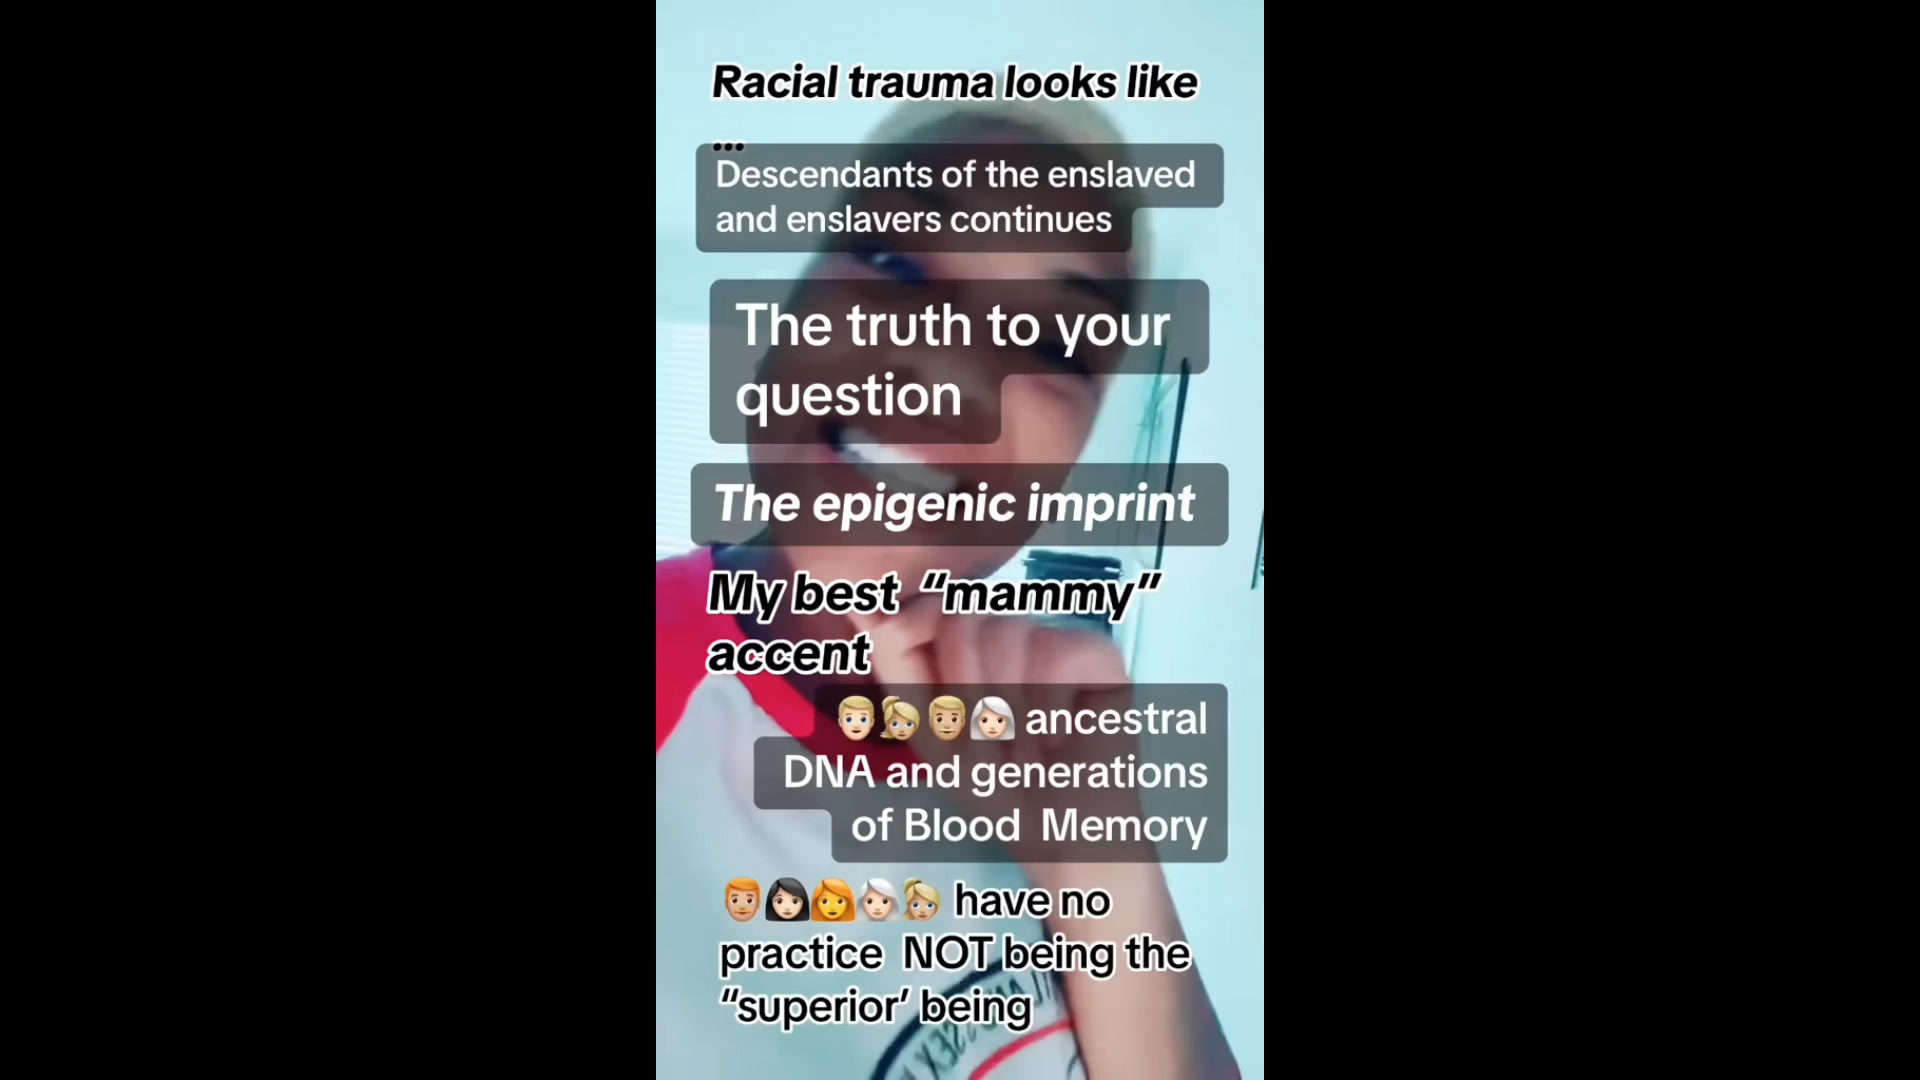 Racial trauma looks like
...
Descendants of the enslaved
and enslavers continues
The truth to your
question
The epigenic imprint
My best "mammy"
accent
👱🏻‍♂️👱🏼‍♀️👱🏼‍♂️👩🏻‍🦳 ancestral
DNA and generations
of Blood Memory
👨🏼‍🦰👩🏻👩‍🦰👩🏻‍🦳👱🏼‍♀️ have no
practice NOT being the
"superior' being